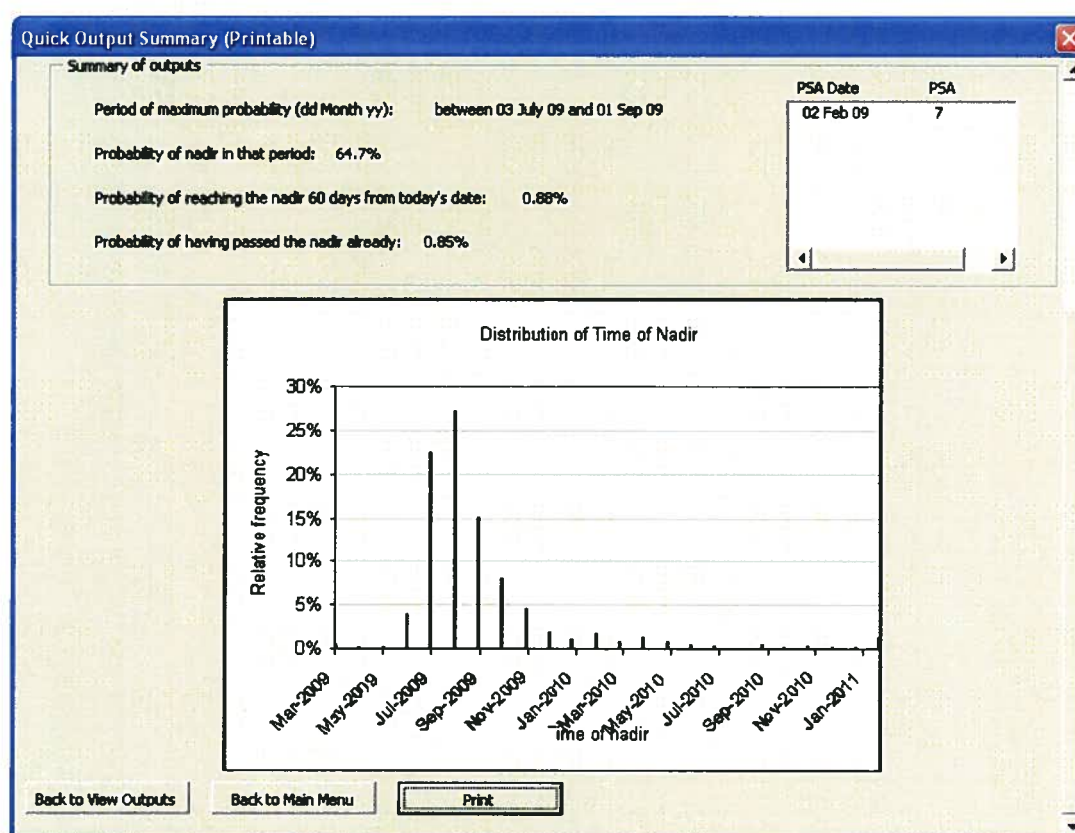 Quick Output Summary (Printable)
Summary of outputs
Period of maximum probability (dd Month yy): between 03 July 09 and 01 Sep 09
Probability of nadir in that period: 64.7%
Probability of reaching the nadir 60 days from today's date: 0.88%
Probability of having passed the nadir already: 0.85%
PSA Date PSA
02 Feb 09 7
Distribution of Time of Nadir
Relative frequency
30%
25%
20%
15%
10%
5%
0%
Mar-2009 May-2009 Jul-2009 Sep-2009 Nov-2009 Jan-2010 Mar-2010 May-2010 Jul-2010 Sep-2010 Nov-2010 Jan-2011
Time of nadir
Back to View Outputs Back to Main Menu Print